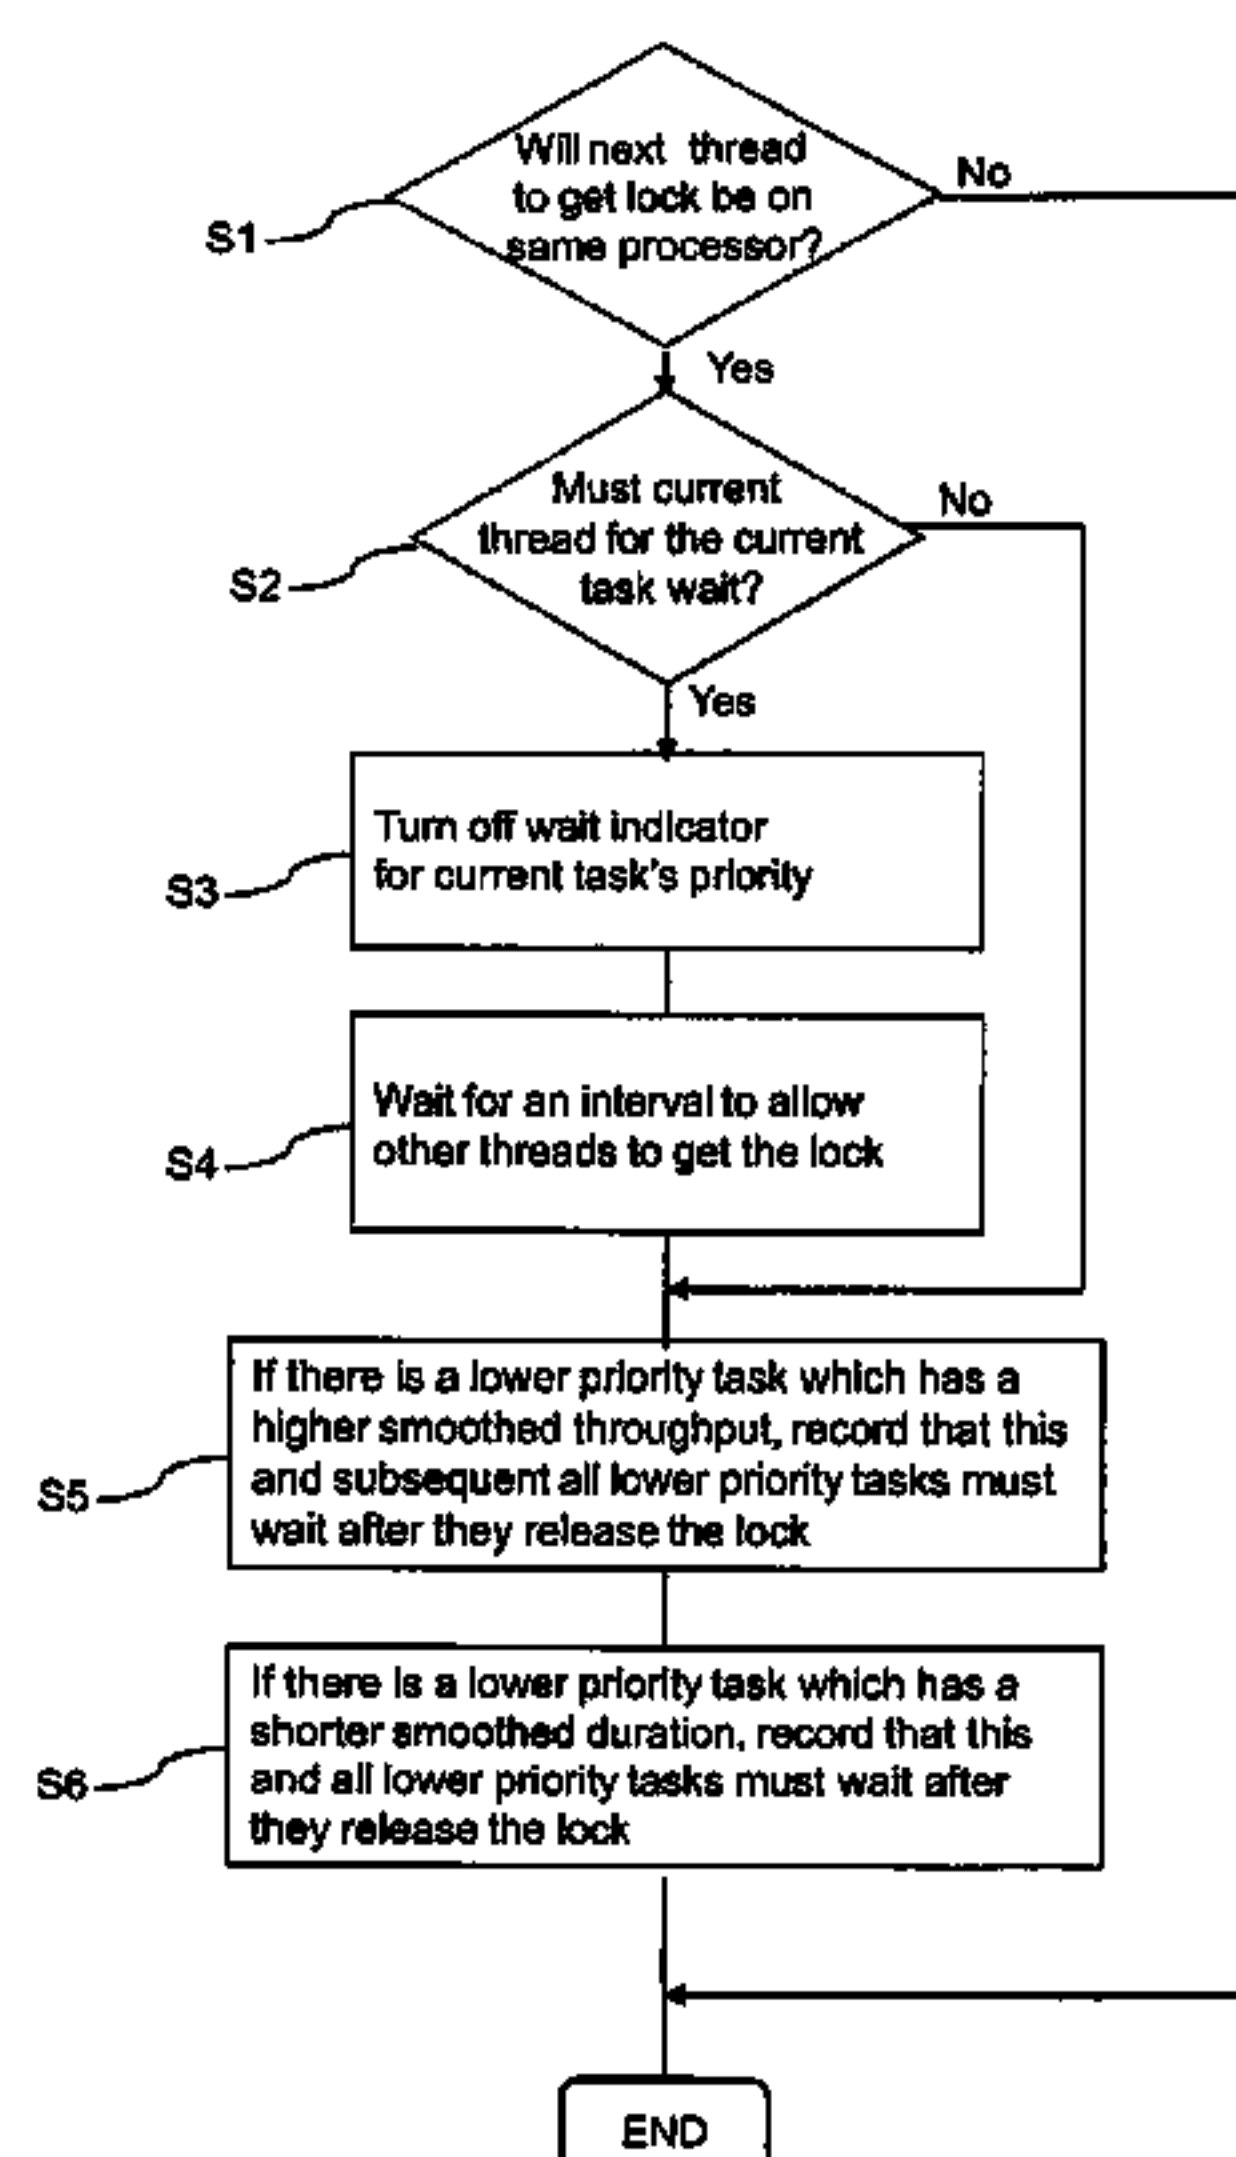 Will next thread
to get lock be on
same processor?
No
S1
Yes
Must current
thread for the current
task wait?
No
S2
Yes
Turn off wait indicator
for current task's priority
S3
Wait for an interval to allow
other threads to get the lock
S4
If there is a lower priority task which has a
higher smoothed throughput, record that this
and subsequent all lower priority tasks must
wait after they release the lock
S5
If there is a lower priority task which has a
shorter smoothed duration, record that this
and all lower priority tasks must wait after
they release the lock
S6
END